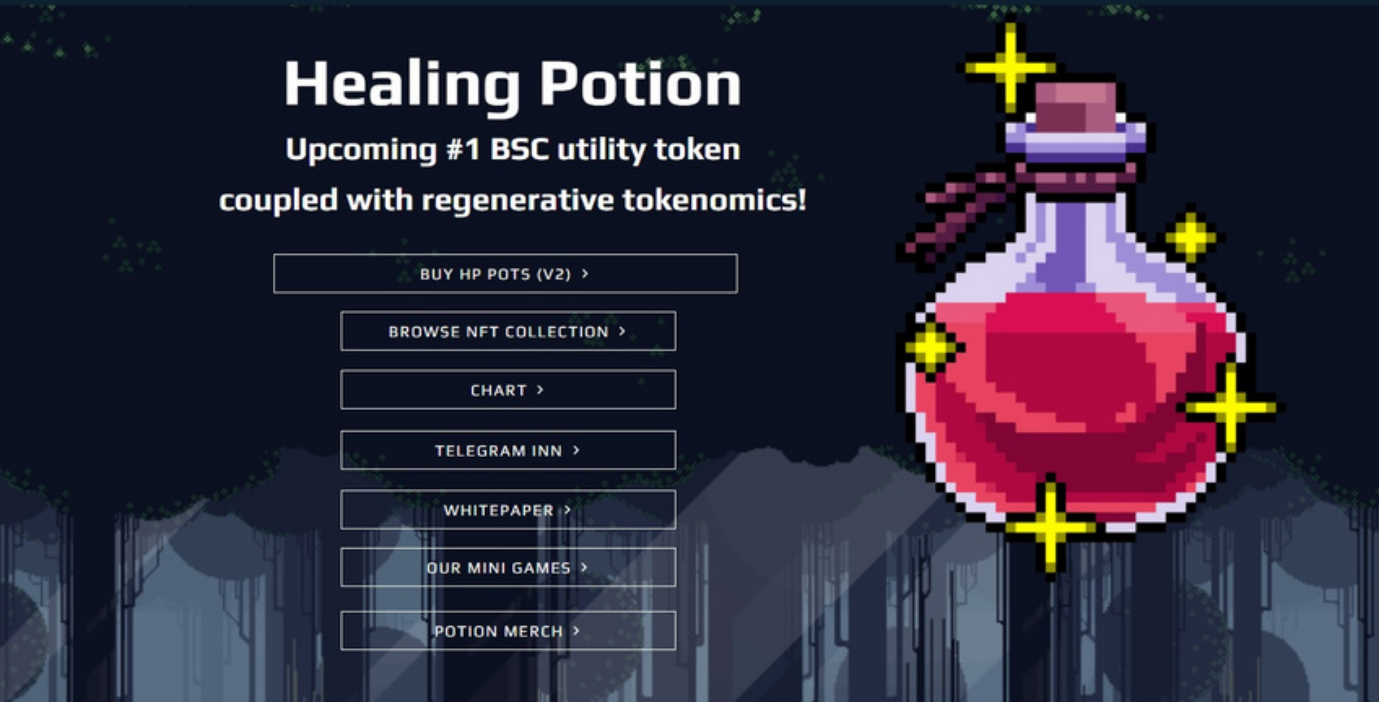 Healing Potion
Upcoming #1 BSC utility token
coupled with regenerative tokenomics!
BUY HP POTS (V2) >
BROWSE NFT COLLECTION >
CHART >
TELEGRAM INN >
WHITEPAPER >
OUR MINI GAMES >
POTION MERCH >